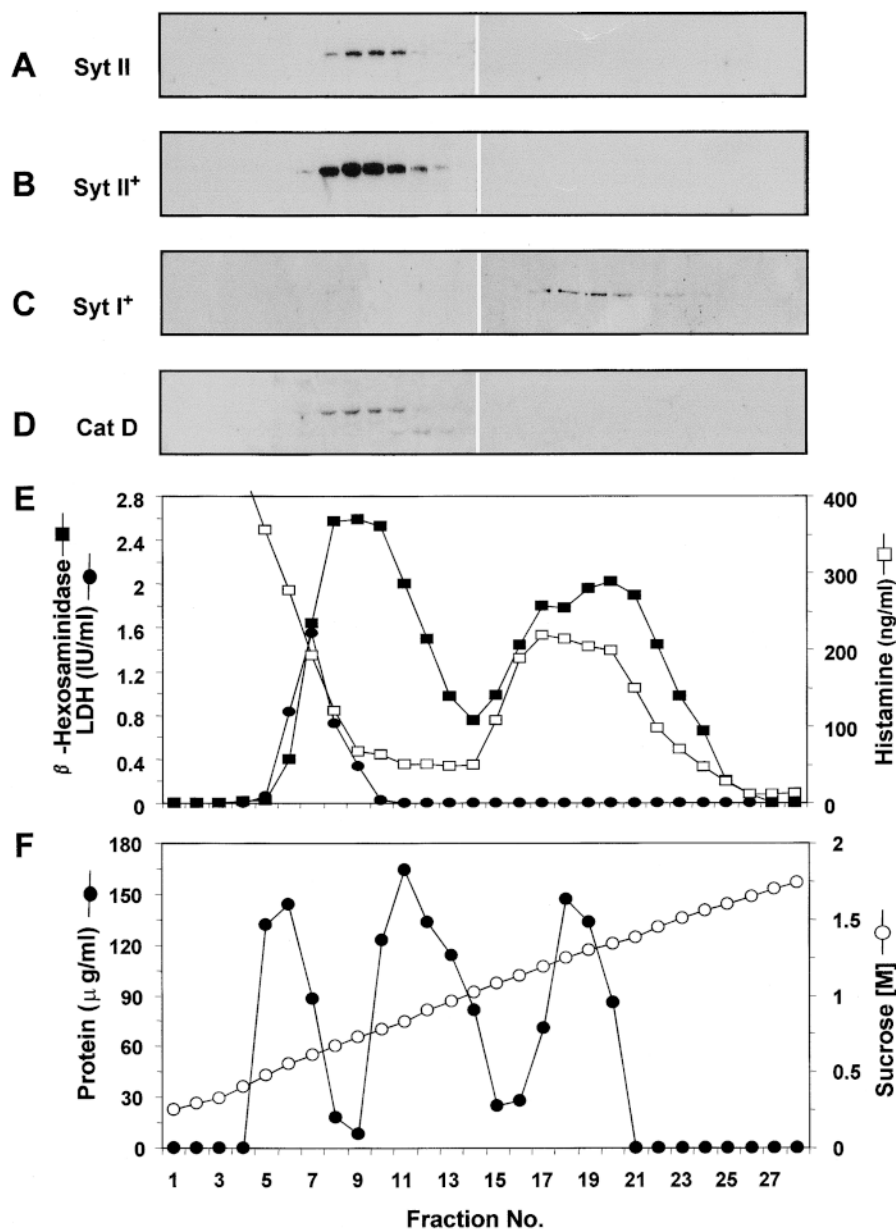 A Syt II
B Syt II+
C Syt I+
D Cat D
E
β-Hexosaminidase
LDH (IU/ml)
2.8
2.4
2
1.6
1.2
0.8
0.4
0
400
300
200
100
0
Histamine (ng/ml)
F
Protein (μ g/ml)
180
150
120
90
60
30
0
2
1.5
1
0.5
0
Sucrose [M]
1 3 5 7 9 11 13 15 17 19 21 23 25 27
Fraction No.